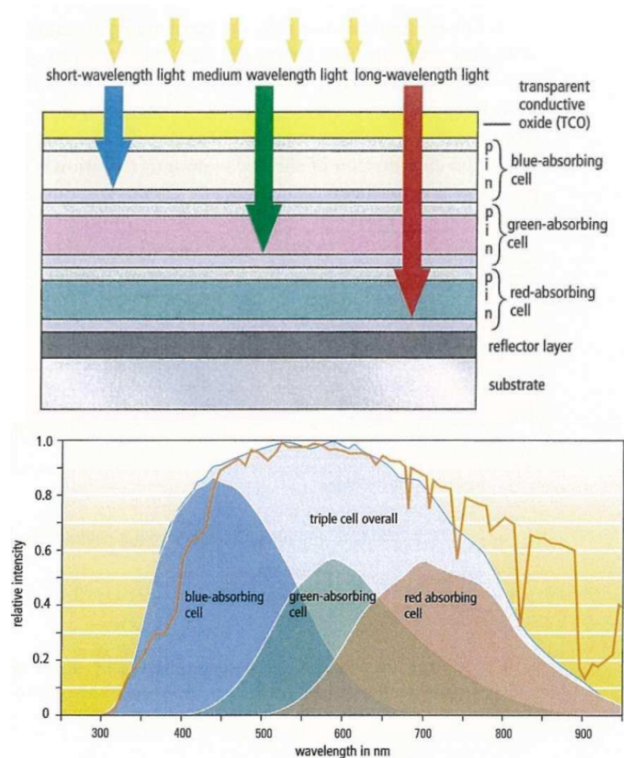 short-wavelength light medium wavelength light long-wavelength light
transparent
conductive
oxide (TCO)
p
i
n
blue-absorbing
cell
p
i
n
green-absorbing
cell
p
i
n
red-absorbing
cell
reflector layer
substrate
relative intensity
1.0
0.8
0.6
0.4
0.2
0
triple cell overall
blue-absorbing
cell
green-absorbing
cell
red absorbing
cell
300 400 500 600 700 800 900
wavelength in nm